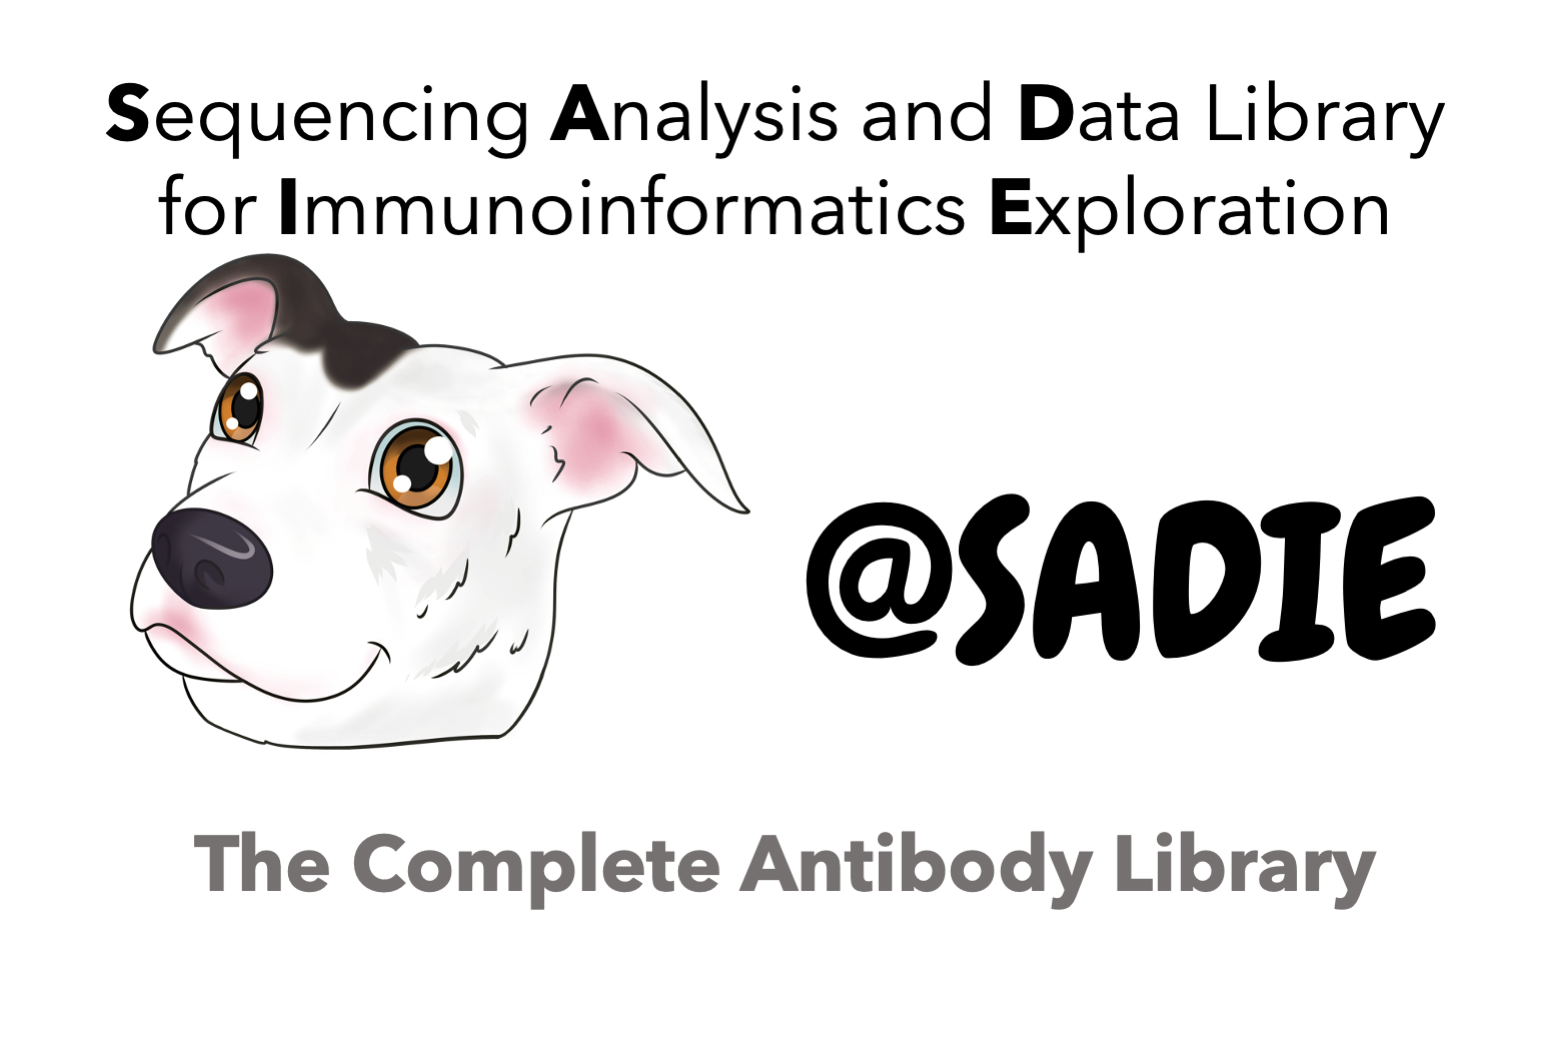 Sequencing Analysis and Data Library
for Immunoinformatics Exploration
@SADIE
The Complete Antibody Library